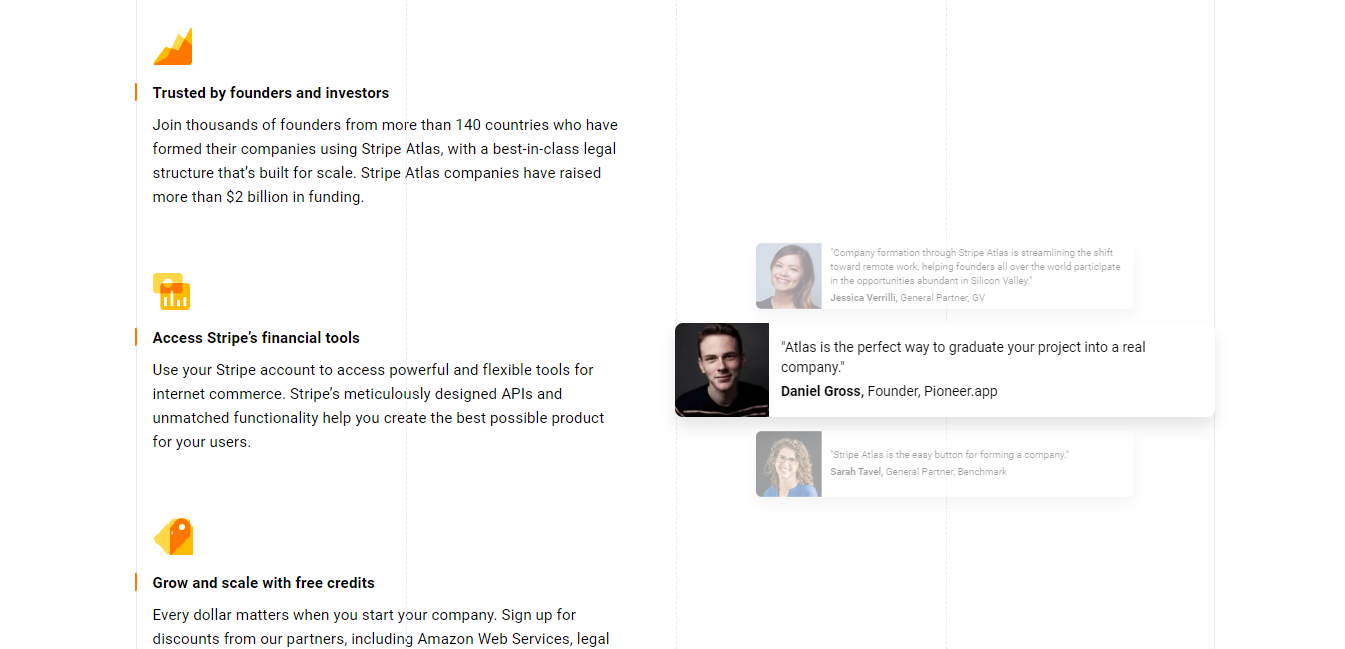 Trusted by founders and investors
Join thousands of founders from more than 140 countries who have
formed their companies using Stripe Atlas, with a best-in-class legal
structure that’s built for scale. Stripe Atlas companies have raised
more than $2 billion in funding.
Access Stripe’s financial tools
Use your Stripe account to access powerful and flexible tools for
internet commerce. Stripe’s meticulously designed APIs and
unmatched functionality help you create the best possible product
for your users.
Grow and scale with free credits
Every dollar matters when you start your company. Sign up for
discounts from our partners, including Amazon Web Services, legal
"Company formation through Stripe Atlas is streamlining the shift
toward remote work, helping founders all over the world participate
in the opportunities abundant in Silicon Valley."
Jessica Verrilli, General Partner, GV
"Atlas is the perfect way to graduate your project into a real
company."
Daniel Gross, Founder, Pioneer.app
"Stripe Atlas is the easy button for forming a company."
Sarah Tavel, General Partner, Benchmark